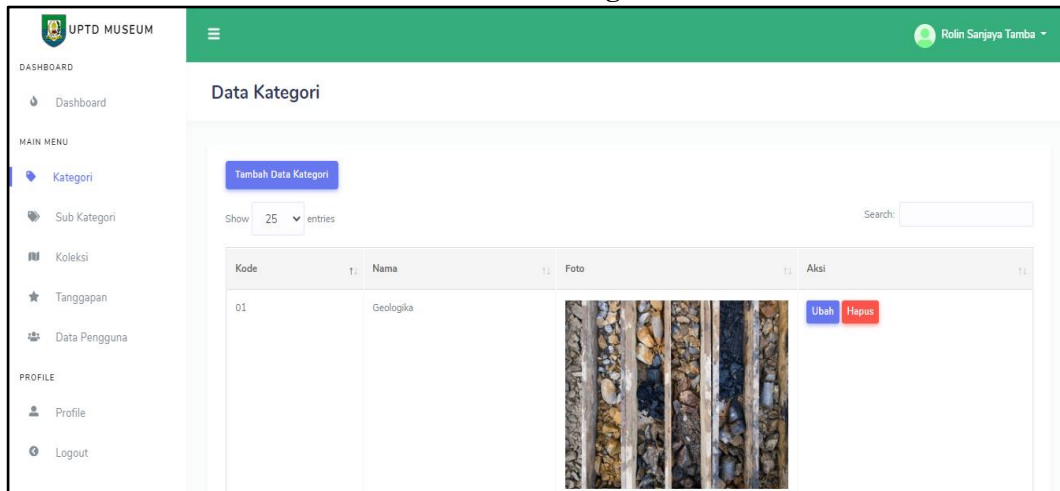 UPTD MUSEUM
Rolin Sanjaya Tamba
DASHBOARD
Dashboard
Data Kategori
MAIN MENU
Kategori
Sub Kategori
Koleksi
Tanggapan
Data Pengguna
PROFILE
Profile
Logout
Tambah Data Kategori
Show 25 entries
Search:
Kode Nama Foto Aksi
01 Geologika Ubah Hapus